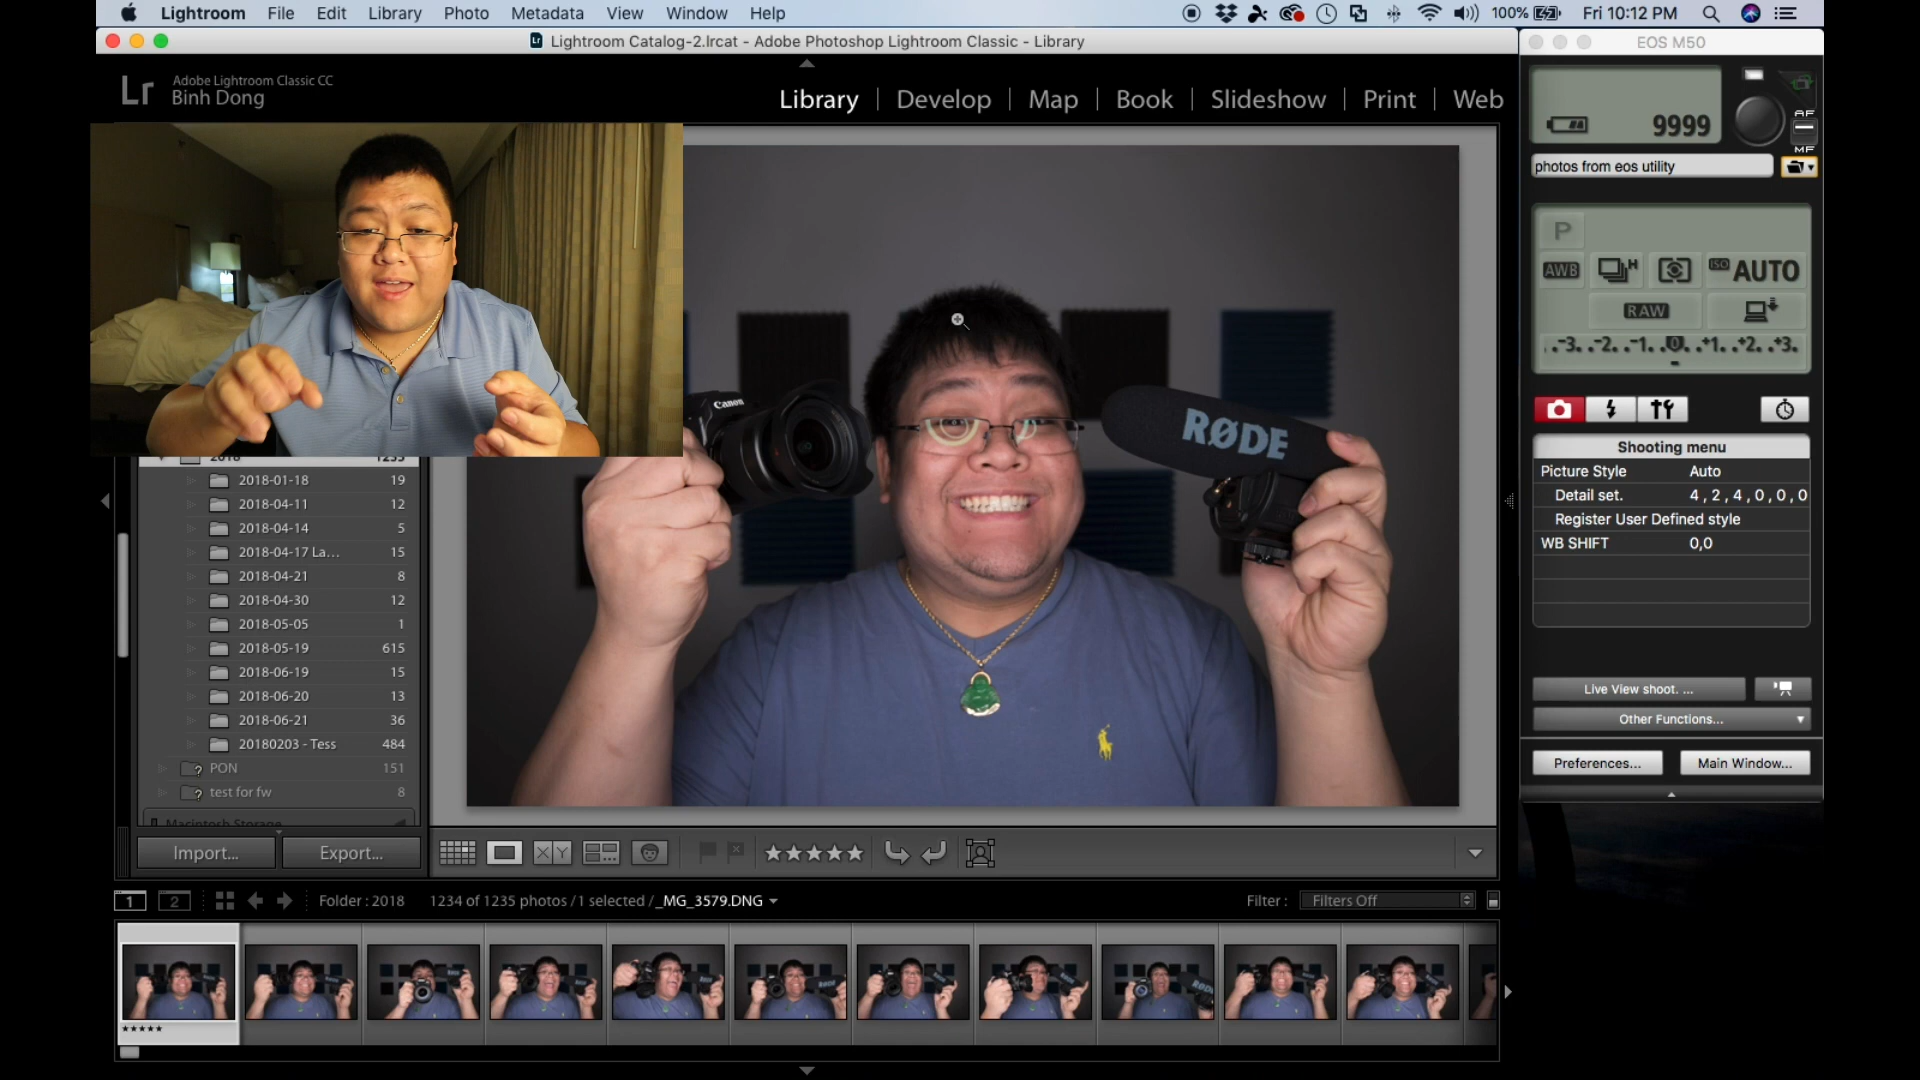 Lightroom File Edit Library Photo Metadata View Window Help 100% Fri 10:12 PM
Lightroom Catalog-2.lrcat - Adobe Photoshop Lightroom Classic - Library
EOS M50
Lr Adobe Lightroom Classic CC
Binh Dong
Library | Develop | Map | Book | Slideshow | Print | Web
9999
AF
MF
photos from eos utility
P
AWB H ISO AUTO
RAW
-3. .-2. .-1. .0. .+1. .+2. .+3.
Canon
RØDE
Shooting menu
Picture Style Auto
Detail set. 4 , 2 , 4 , 0 , 0 , 0
Register User Defined style
WB SHIFT 0,0
Live View shoot. ...
Other Functions...
Preferences... Main Window...
2018 1235
2018-01-18 19
2018-04-11 12
2018-04-14 5
2018-04-17 La... 15
2018-04-21 8
2018-04-30 12
2018-05-05 1
2018-05-19 615
2018-06-19 15
2018-06-20 13
2018-06-21 36
20180203 - Tess 484
PON 151
test for fw 8
Macintosh Storage
Import... Export...
X Y
1 2 Folder : 2018 1234 of 1235 photos / 1 selected / _MG_3579.DNG Filter : Filters Off